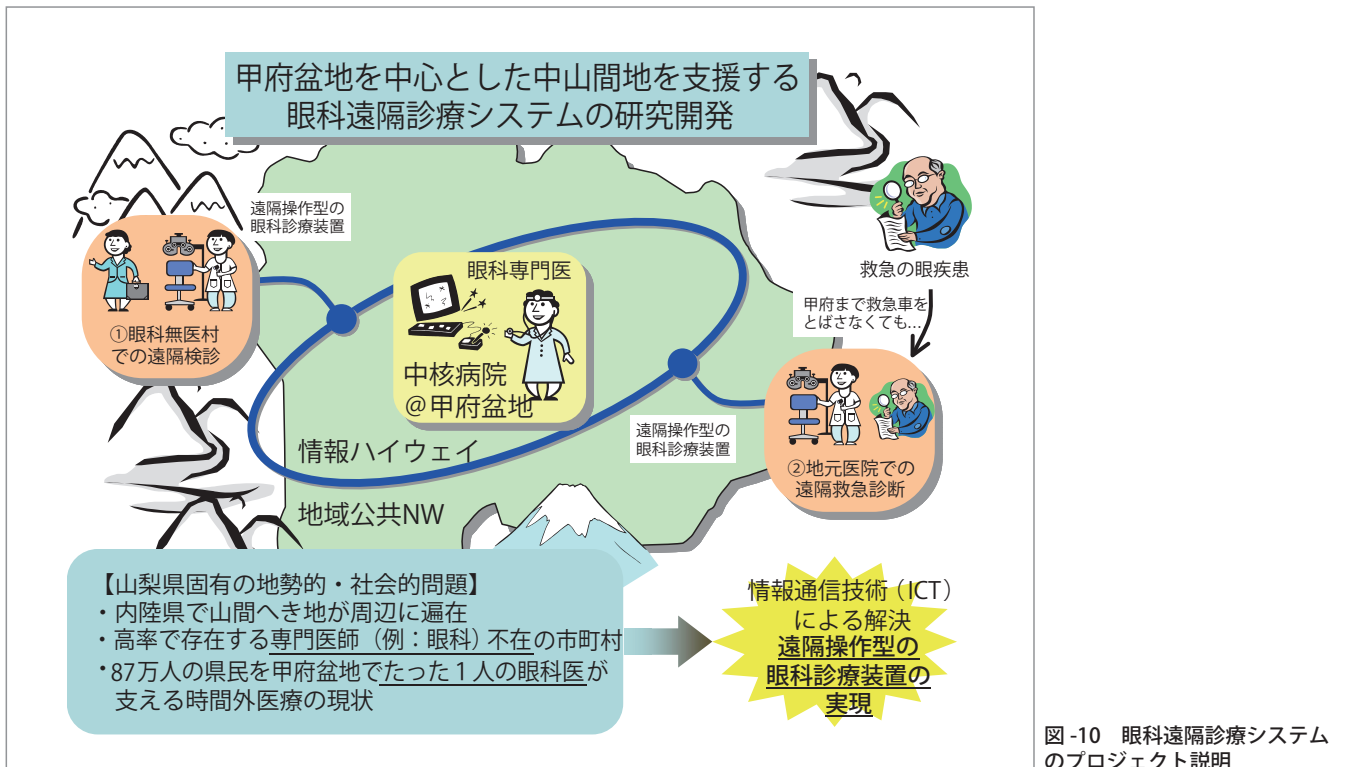 甲府盆地を中心とした中山間地を支援する
眼科遠隔診療システムの研究開発
遠隔操作型の
眼科診療装置
①眼科無医村
での遠隔検診
眼科専門医
中核病院
@甲府盆地
救急の眼疾患
甲府まで救急車を
とばさなくても…
遠隔操作型の
眼科診療装置
②地元医院での
遠隔救急診断
情報ハイウェイ
地域公共NW
【山梨県固有の地勢的・社会的問題】
・内陸県で山間へき地が周辺に遍在
・高率で存在する専門医師（例：眼科）不在の市町村
・87万人の県民を甲府盆地でたった１人の眼科医が
支える時間外医療の現状
情報通信技術（ICT）
による解決
遠隔操作型の
眼科診療装置の
実現
図-10　眼科遠隔診療システム
のプロジェクト説明